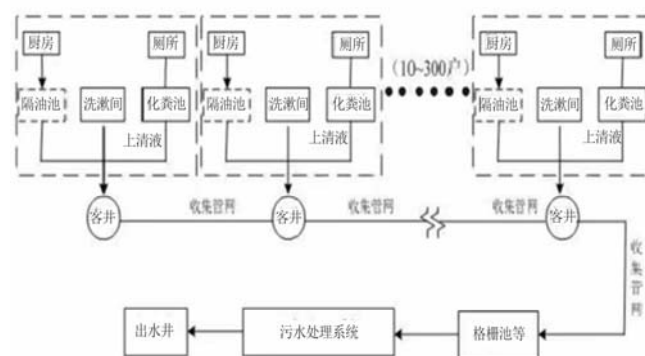 厨房 厕所 厨房 厕所 厨房 厕所
(10~300户)
隔油池 洗漱间 化粪池 隔油池 洗漱间 化粪池 隔油池 洗漱间 化粪池
上清液 上清液 上清液
客井 收集管网 客井 收集管网 收集管网 客井
收集管网
出水井 污水处理系统 格栅池等